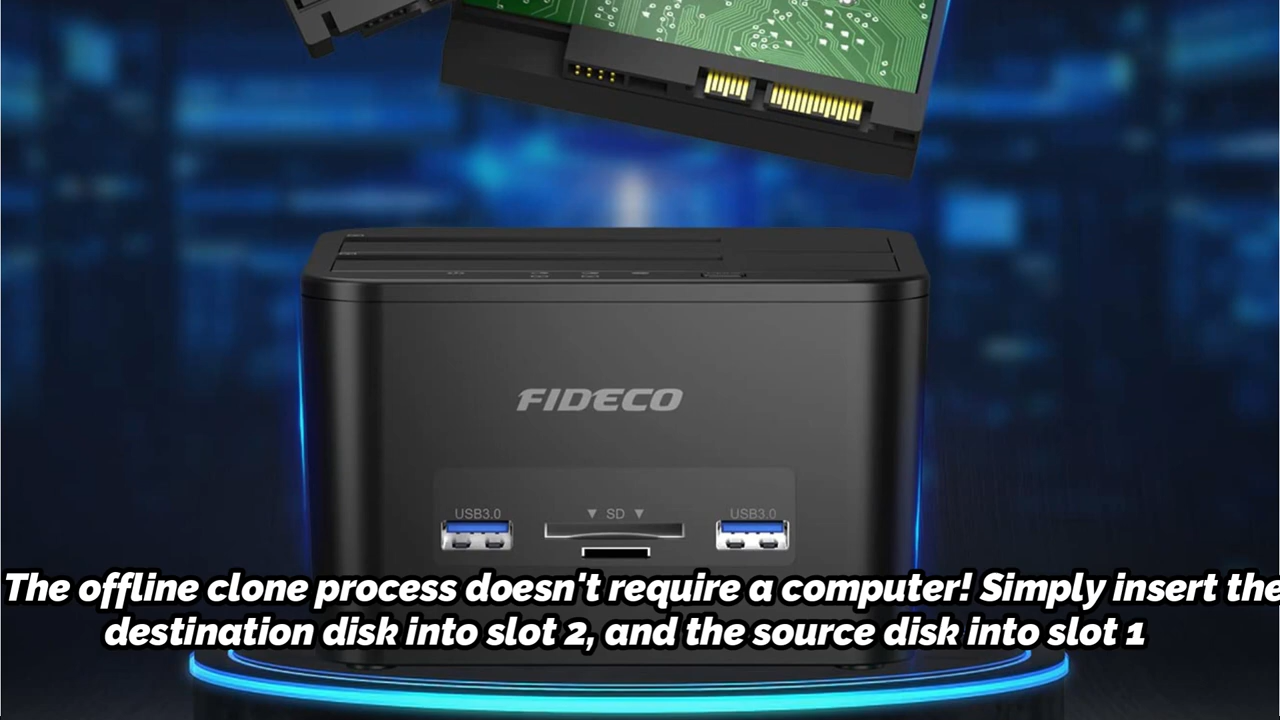 FIDECO
USB3.0
▼ SD ▼
USB3.0
The offline clone process doesn't require a computer! Simply insert the
destination disk into slot 2, and the source disk into slot 1